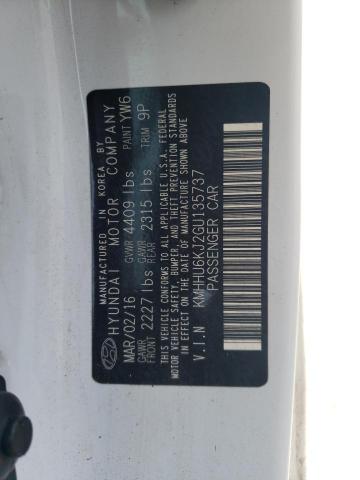 MANUFACTURED IN KOREA BY
HYUNDAI MOTOR COMPANY
MAR/02/16 GVWR 4409 lbs PAINT YW6
GAWR FRONT 2227 lbs GAWR REAR 2315 lbs TRIM 9P
THIS VEHICLE CONFORMS TO ALL APPLICABLE U.S.A. FEDERAL
MOTOR VEHICLE SAFETY, BUMPER, AND THEFT PREVENTION STANDARDS
IN EFFECT ON THE DATE OF MANUFACTURE SHOWN ABOVE.
V.I.N KMHHU6KJ2GU135737
PASSENGER CAR